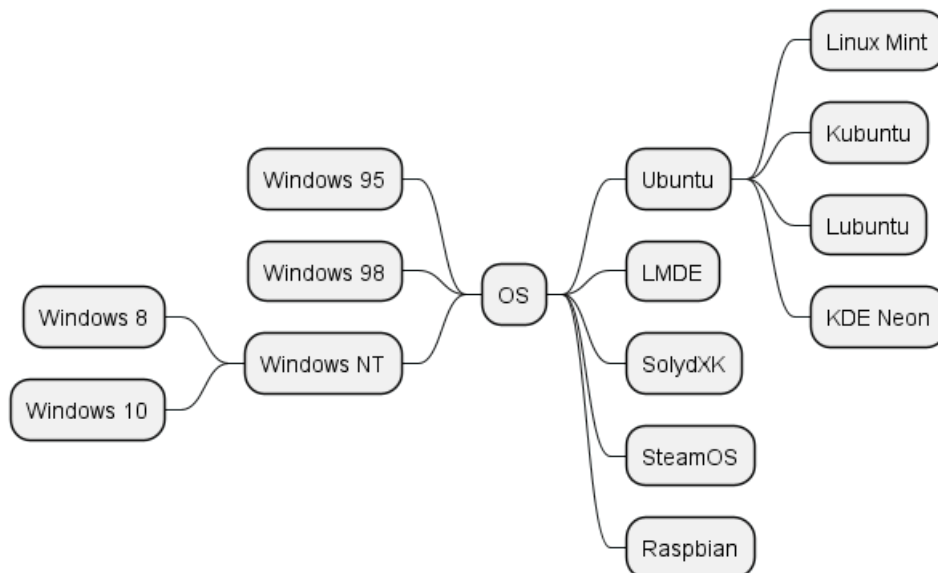 OS
Ubuntu
Linux Mint
Kubuntu
Lubuntu
KDE Neon
LMDE
SolydXK
SteamOS
Raspbian
Windows 95
Windows 98
Windows NT
Windows 8
Windows 10